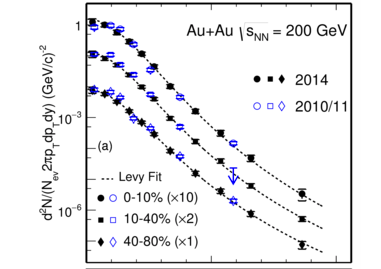 Au+Au √sNN = 200 GeV
2014
2010/11
d²N/(Nev2πpTdpTdy) (GeV/c)⁻²
1
10⁻³
10⁻⁶
(a)
Levy Fit
0-10% (×10)
10-40% (×2)
40-80% (×1)